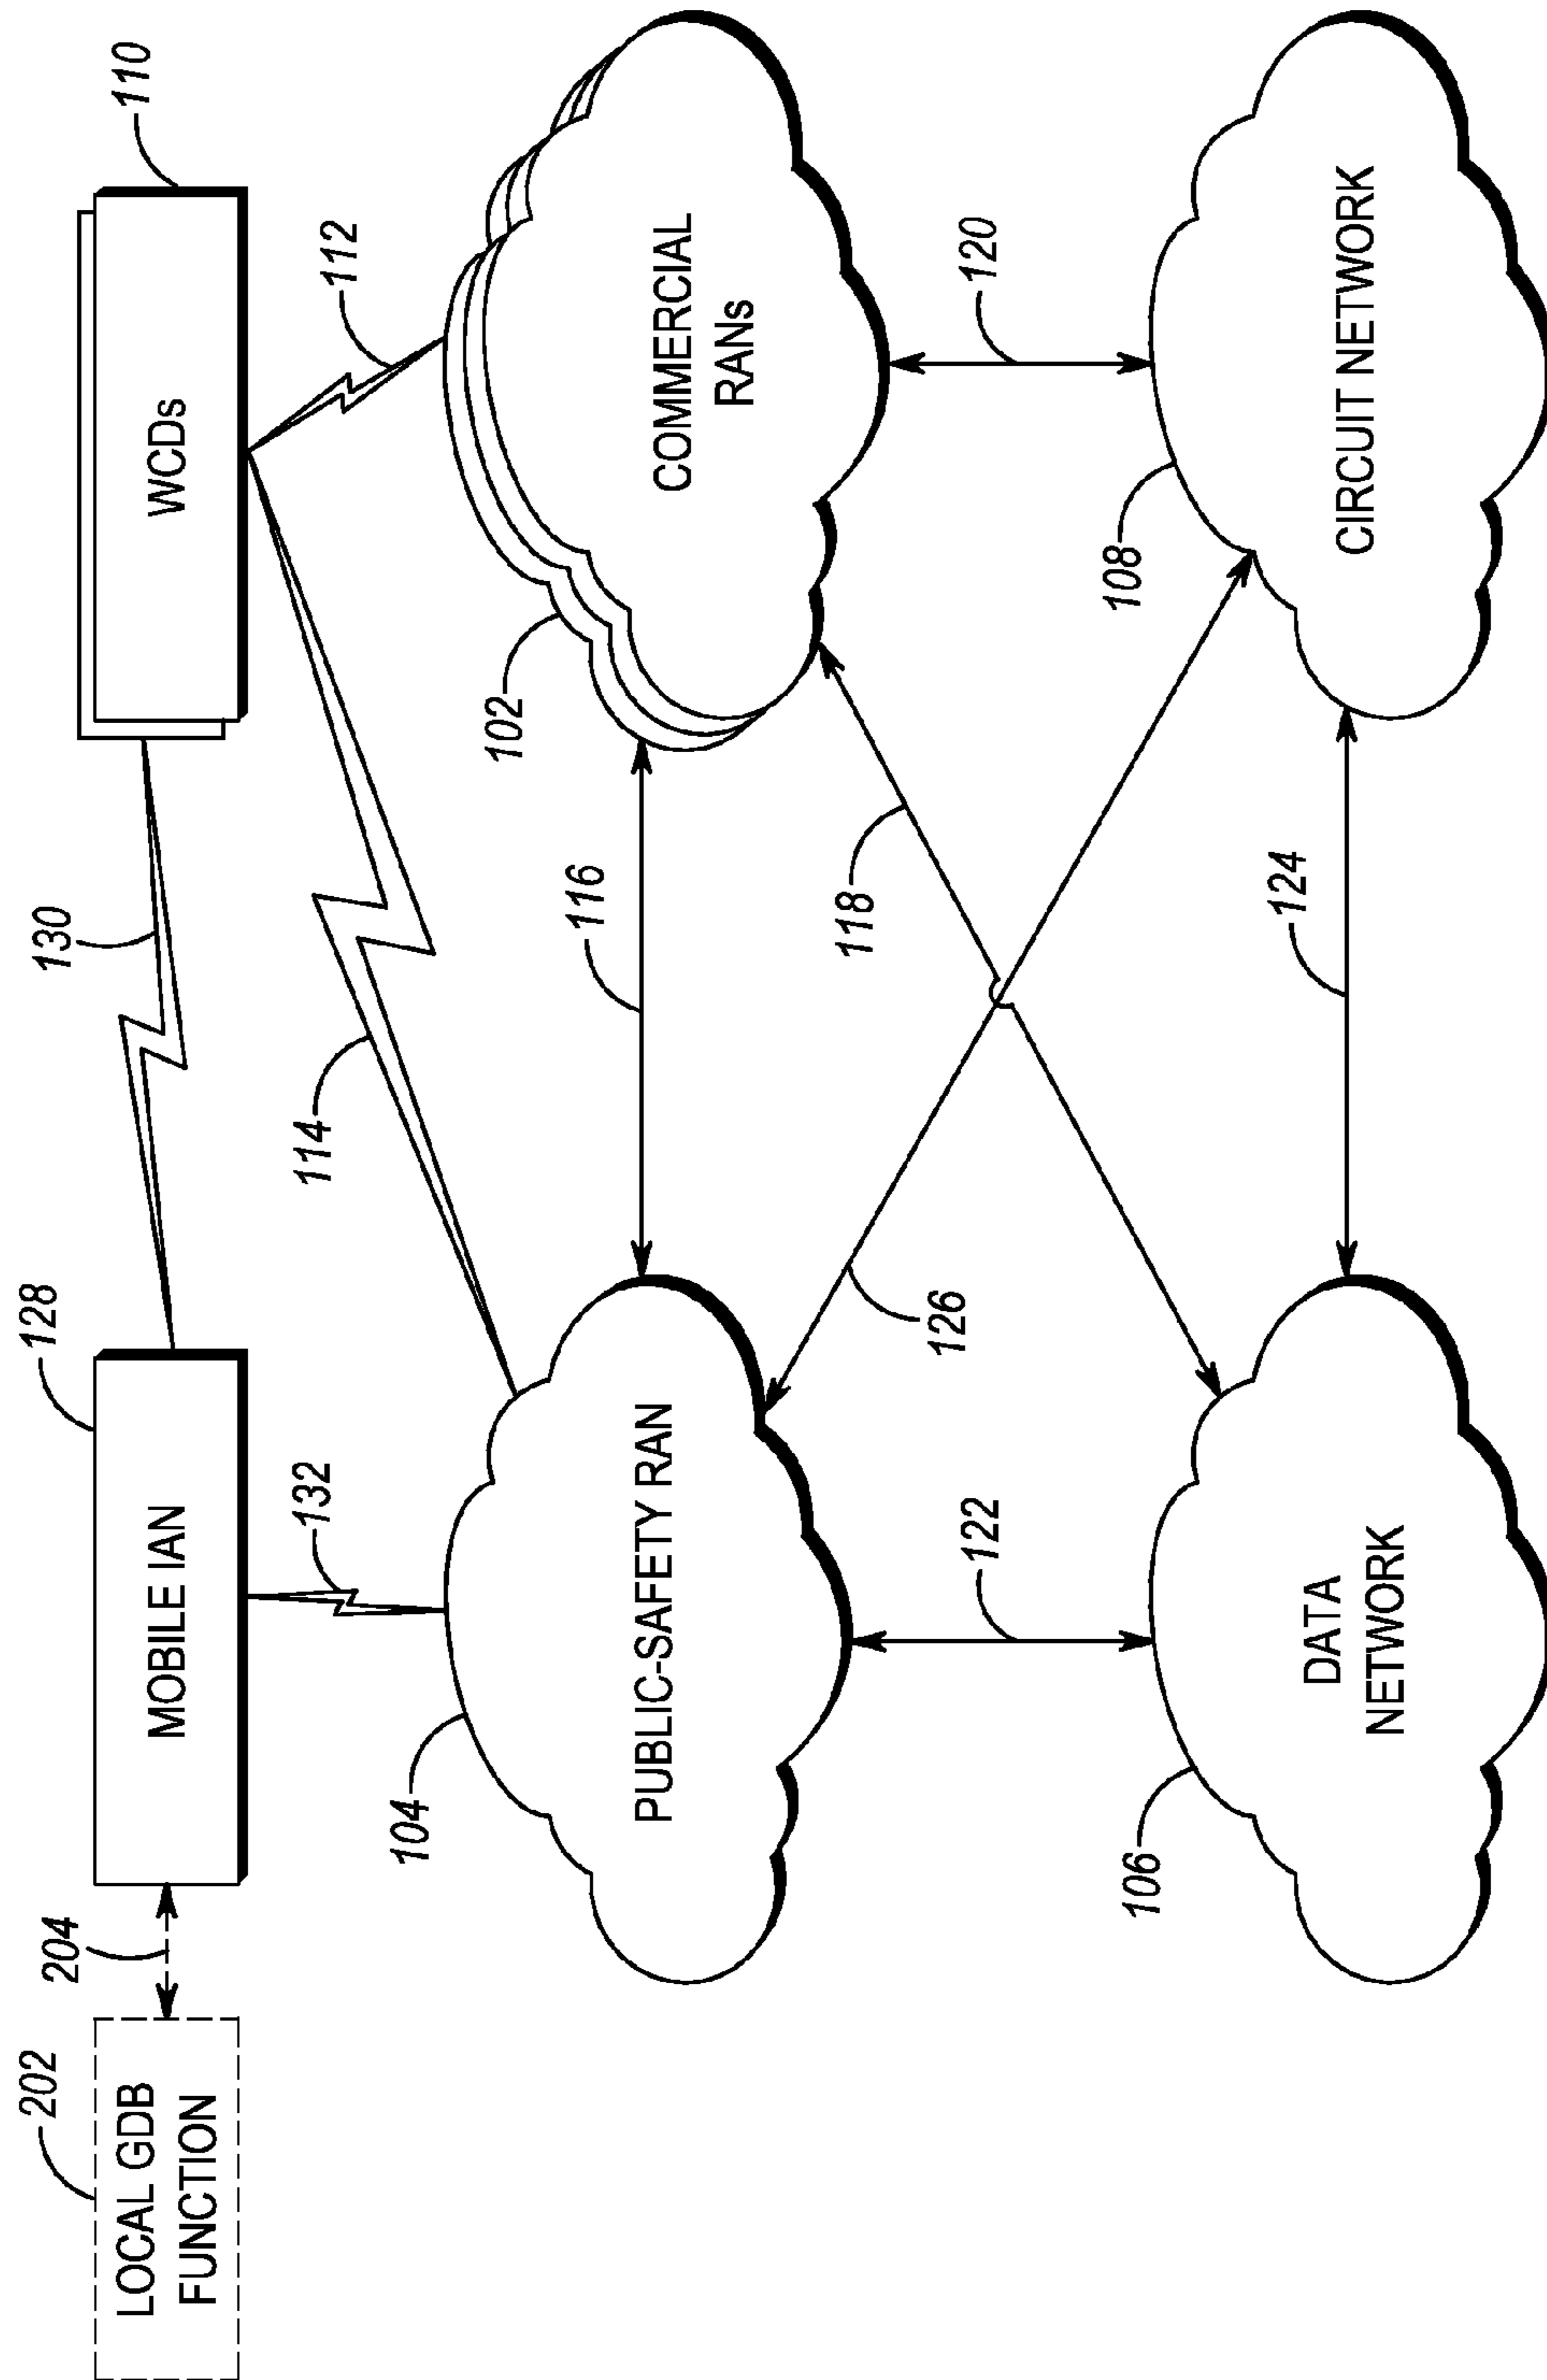 202
LOCAL GDB
FUNCTION
204
128
MOBILE IAN
130
110
WCDs
132
114
112
104
PUBLIC-SAFETY RAN
116
102
COMMERCIAL
RANs
122
126
118
120
106
DATA
NETWORK
124
108
CIRCUIT NETWORK